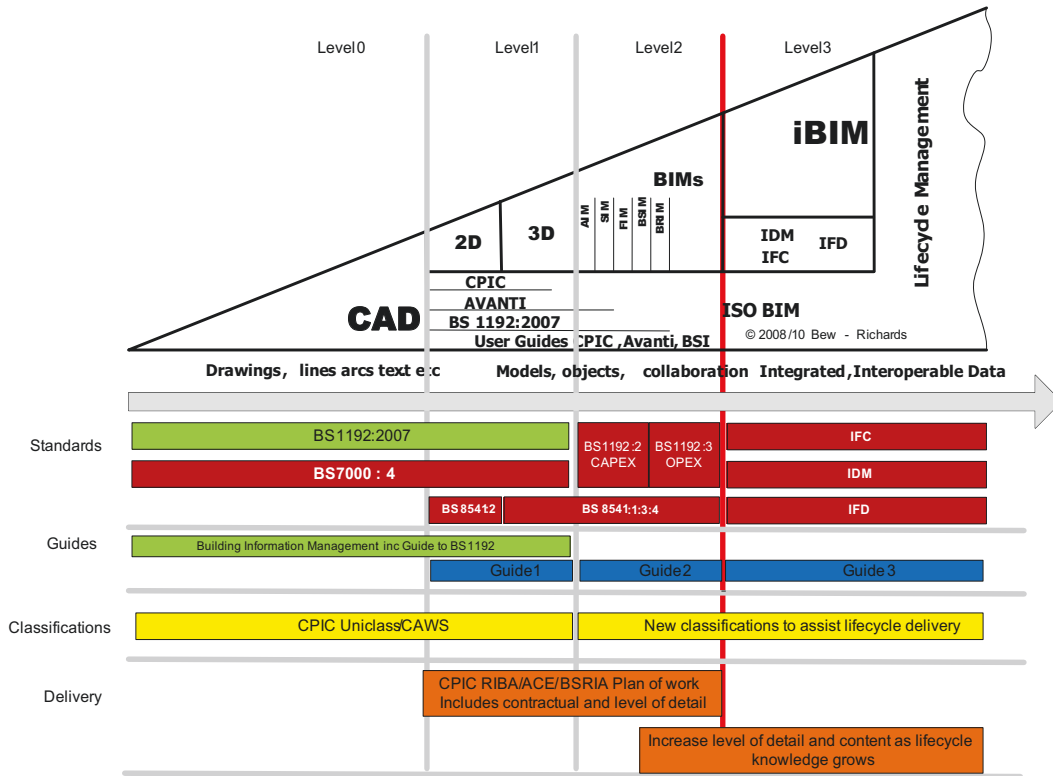 Level0
Level1
Level2
Level3
iBIM
Lifecycle Management
BIMs
AIM
SIM
FIM
BSIM
BRIM
2D
3D
IDM
IFC
IFD
CPIC
AVANTI
CAD
BS 1192:2007
ISO BIM
User Guides CPIC ,Avanti, BSI
© 2008/10 Bew - Richards
Drawings, lines arcs text etc
Models, objects, collaboration
Integrated,Interoperable Data
Standards
BS1192:2007
BS1192:2
CAPEX
BS1192:3
OPEX
IFC
BS7000 : 4
IDM
BS8541:2
BS 8541:1:3:4
IFD
Guides
Building Information Management inc Guide to BS1192
Guide1
Guide2
Guide3
Classifications
CPIC Uniclass/CAWS
New classifications to assist lifecycle delivery
Delivery
CPIC RIBA/ACE/BSRIA Plan of work
Includes contractual and level of detail
Increase level of detail and content as lifecycle
knowledge grows